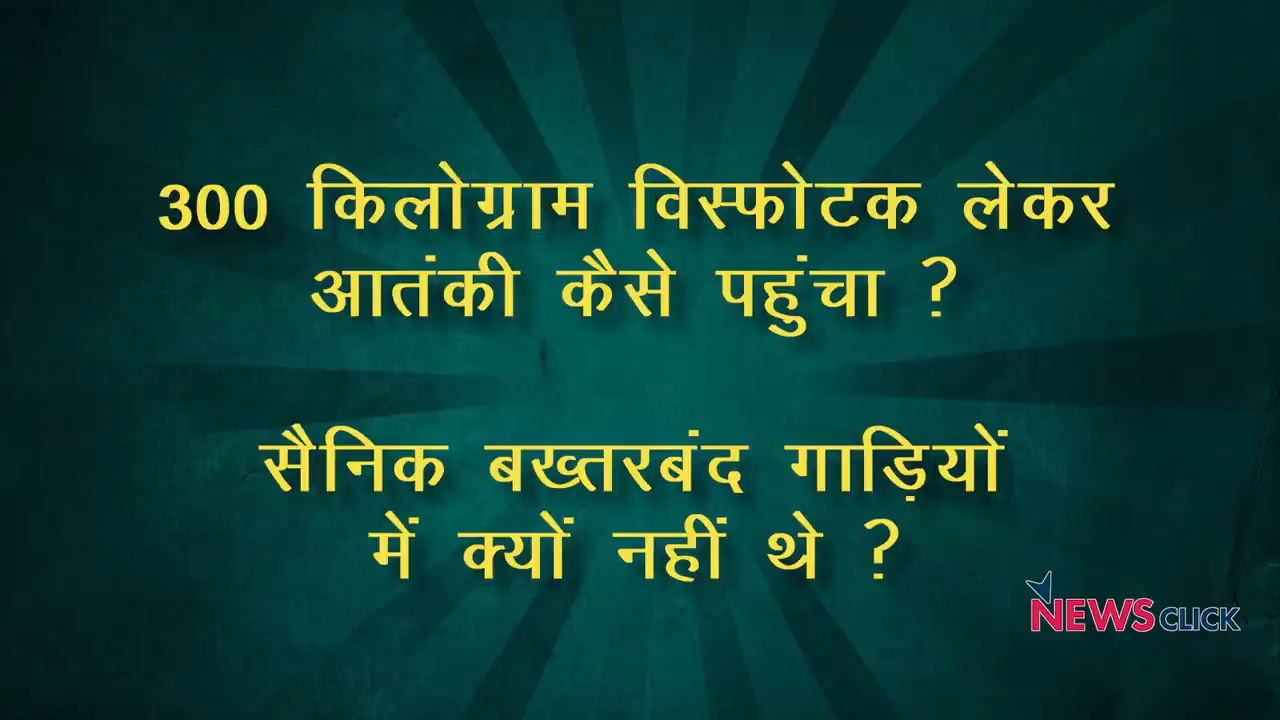 300 किलोग्राम विस्फोटक लेकर
आतंकी कैसे पहुंचा ?
सैनिक बख्तरबंद गाड़ियों
में क्यों नहीं थे ?
NEWSCLICK